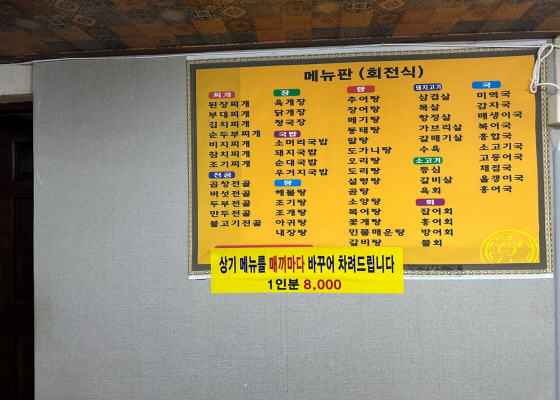 메뉴판 (회전식)
찌개
된장찌개
부대찌개
김치찌개
순두부찌개
비지찌개
참치찌개
조기찌개
전골
곱창전골
버섯전골
두부전골
만두전골
불고기전골
장
육개장
닭개장
청국장
국밥
소머리국밥
돼지국밥
순대국밥
우거지국밥
탕
해물탕
조기탕
조개탕
아귀탕
내장탕
탕
추어탕
장어탕
메기탕
동태탕
알탕
도가니탕
오리탕
도리탕
설렁탕
곰탕
소양탕
복어탕
꽃게탕
민물매운탕
갈비탕
돼지고기
삼겹살
목살
항정살
가브리살
갈매기살
수육
소고기
등심
갈비살
육회
회
잡어회
홍어회
방어회
물회
국
미역국
감자국
매생이국
북어국
홍합국
소고기국
고등어국
재첩국
올갱이국
홍어국
상기 메뉴를 매끼마다 바꾸어 차려드립니다
1인분 8,000